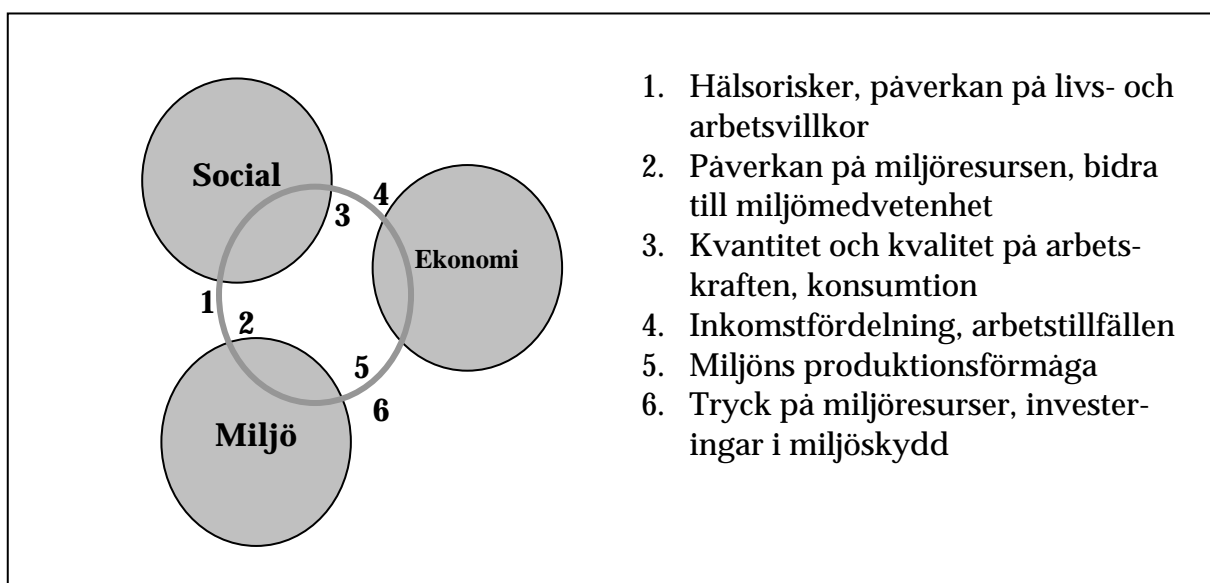 Social
Ekonomi
Miljö
4
3
1
2
5
6
1. Hälsorisker, påverkan på livs- och
arbetsvillkor
2. Påverkan på miljöresursen, bidra
till miljömedvetenhet
3. Kvantitet och kvalitet på arbets-
kraften, konsumtion
4. Inkomstfördelning, arbetstillfällen
5. Miljöns produktionsförmåga
6. Tryck på miljöresurser, invester-
ingar i miljöskydd